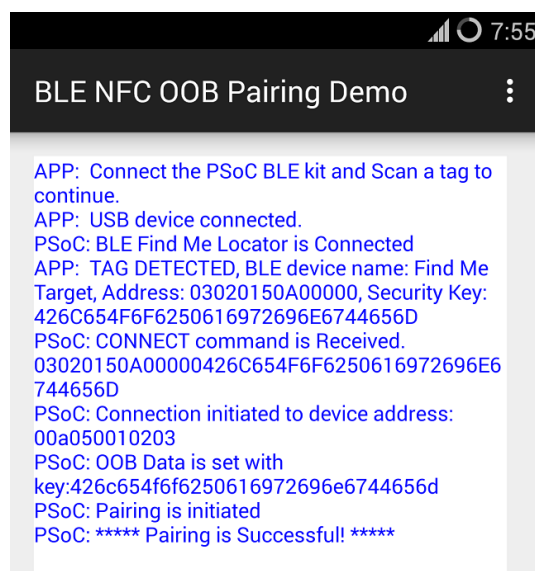 7:55
BLE NFC OOB Pairing Demo
APP:  Connect the PSoC BLE kit and Scan a tag to
continue.
APP:  USB device connected.
PSoC: BLE Find Me Locator is Connected
APP:  TAG DETECTED, BLE device name: Find Me
Target, Address: 03020150A00000, Security Key:
426C654F6F6250616972696E6744656D
PSoC: CONNECT command is Received.
03020150A00000426C654F6F6250616972696E6
744656D
PSoC: Connection initiated to device address:
00a050010203
PSoC: OOB Data is set with
key:426c654f6f6250616972696e6744656d
PSoC: Pairing is initiated
PSoC: ***** Pairing is Successful! *****